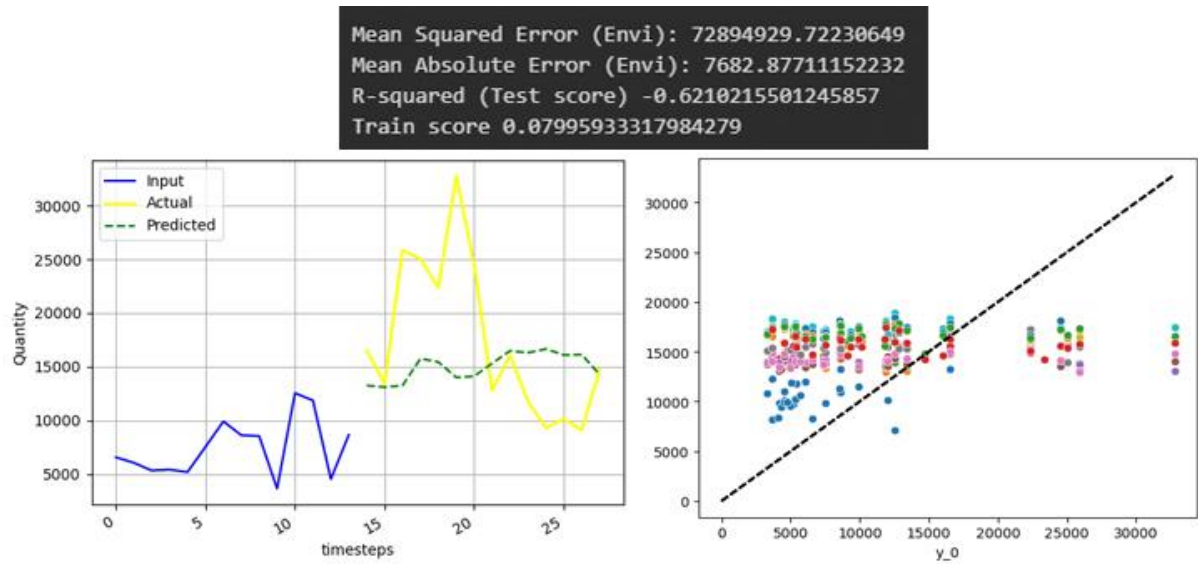 Mean Squared Error (Envi): 72894929.72230649
Mean Absolute Error (Envi): 7682.87711152232
R-squared (Test score) -0.6210215501245857
Train score 0.07995933317984279
Input
Actual
Predicted
30000
25000
20000
15000
10000
5000
Quantity
0
5
10
15
20
25
timesteps
30000
25000
20000
15000
10000
5000
0
0
5000
10000
15000
20000
25000
30000
y_0